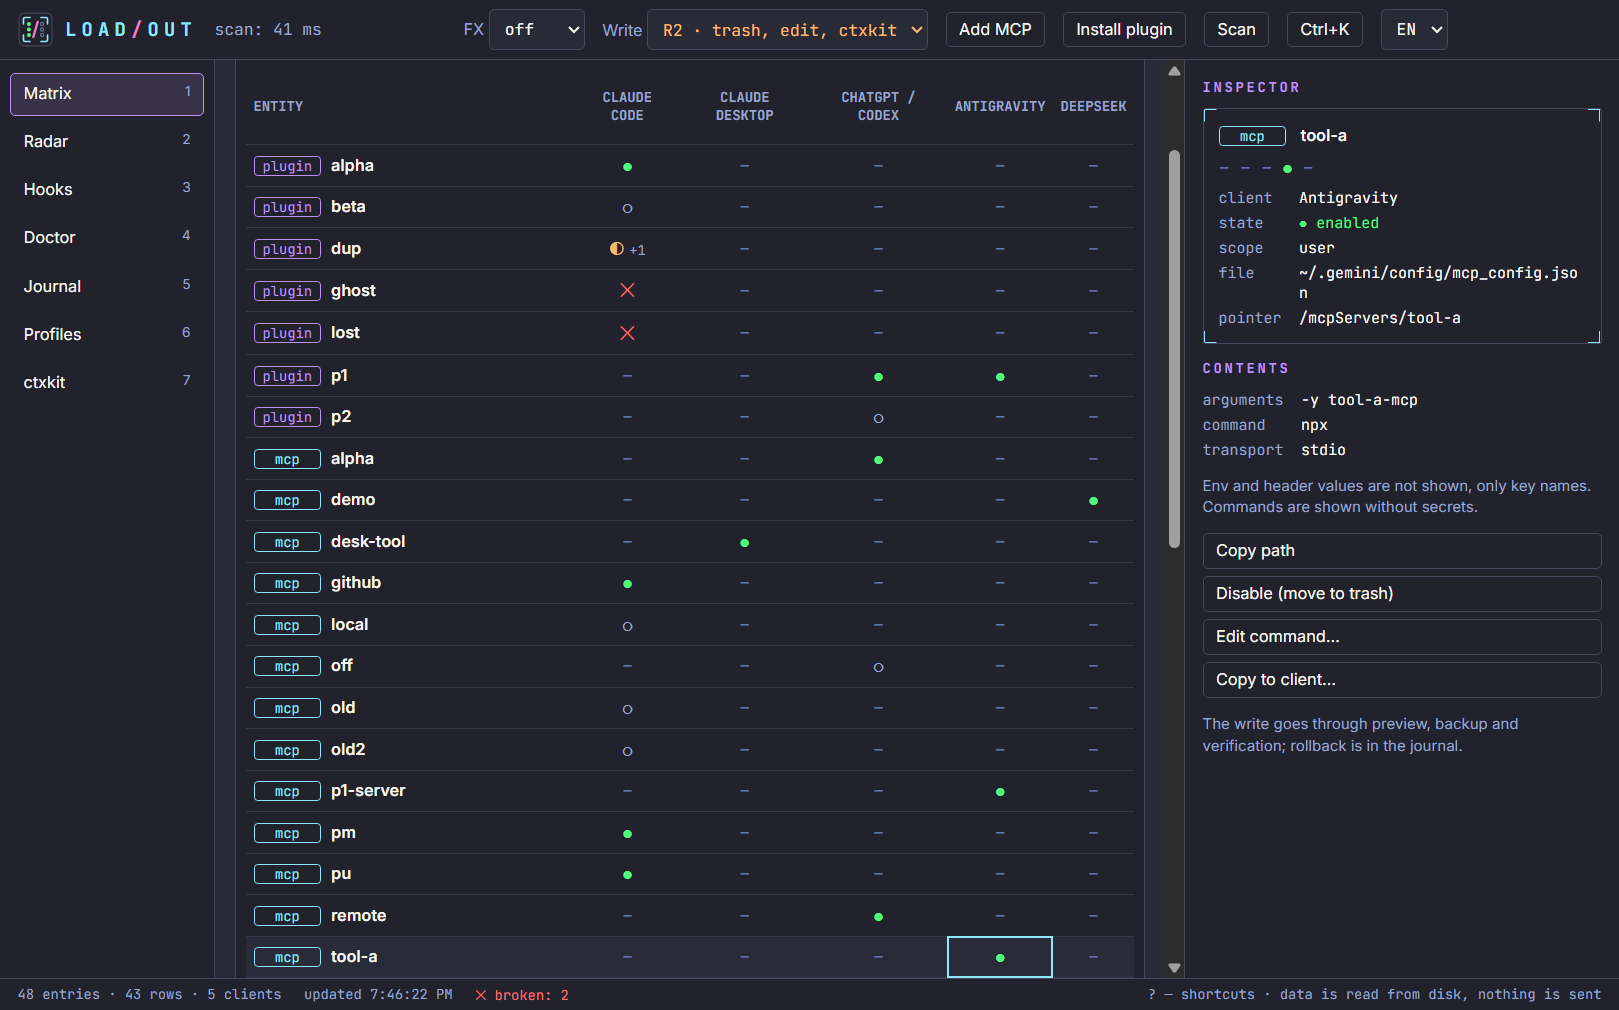 LOAD/OUT scan: 41 ms FX off Write R2 · trash, edit, ctxkit Add MCP Install plugin Scan Ctrl+K EN
Matrix 1
Radar 2
Hooks 3
Doctor 4
Journal 5
Profiles 6
ctxkit 7
ENTITY CLAUDE CODE CLAUDE DESKTOP CHATGPT / CODEX ANTIGRAVITY DEEPSEEK
plugin alpha ● – – – –
plugin beta ○ – – – –
plugin dup ◐ +1 – – – –
plugin ghost ✕ – – – –
plugin lost ✕ – – – –
plugin p1 – – ● ● –
plugin p2 – – ○ – –
mcp alpha – – ● – –
mcp demo – – – – ●
mcp desk-tool – ● – – –
mcp github ● – – – –
mcp local ○ – – – –
mcp off – – ○ – –
mcp old ○ – – – –
mcp old2 ○ – – – –
mcp p1-server – – – ● –
mcp pm ● – – – –
mcp pu ● – – – –
mcp remote – – ● – –
mcp tool-a – – – ● –
INSPECTOR
mcp tool-a
– – – ● –
client Antigravity
state ● enabled
scope user
file ~/.gemini/config/mcp_config.jso
n
pointer /mcpServers/tool-a
CONTENTS
arguments -y tool-a-mcp
command npx
transport stdio
Env and header values are not shown, only key names.
Commands are shown without secrets.
Copy path
Disable (move to trash)
Edit command...
Copy to client...
The write goes through preview, backup and
verification; rollback is in the journal.
48 entries · 43 rows · 5 clients updated 7:46:22 PM ✕ broken: 2 ? — shortcuts · data is read from disk, nothing is sent